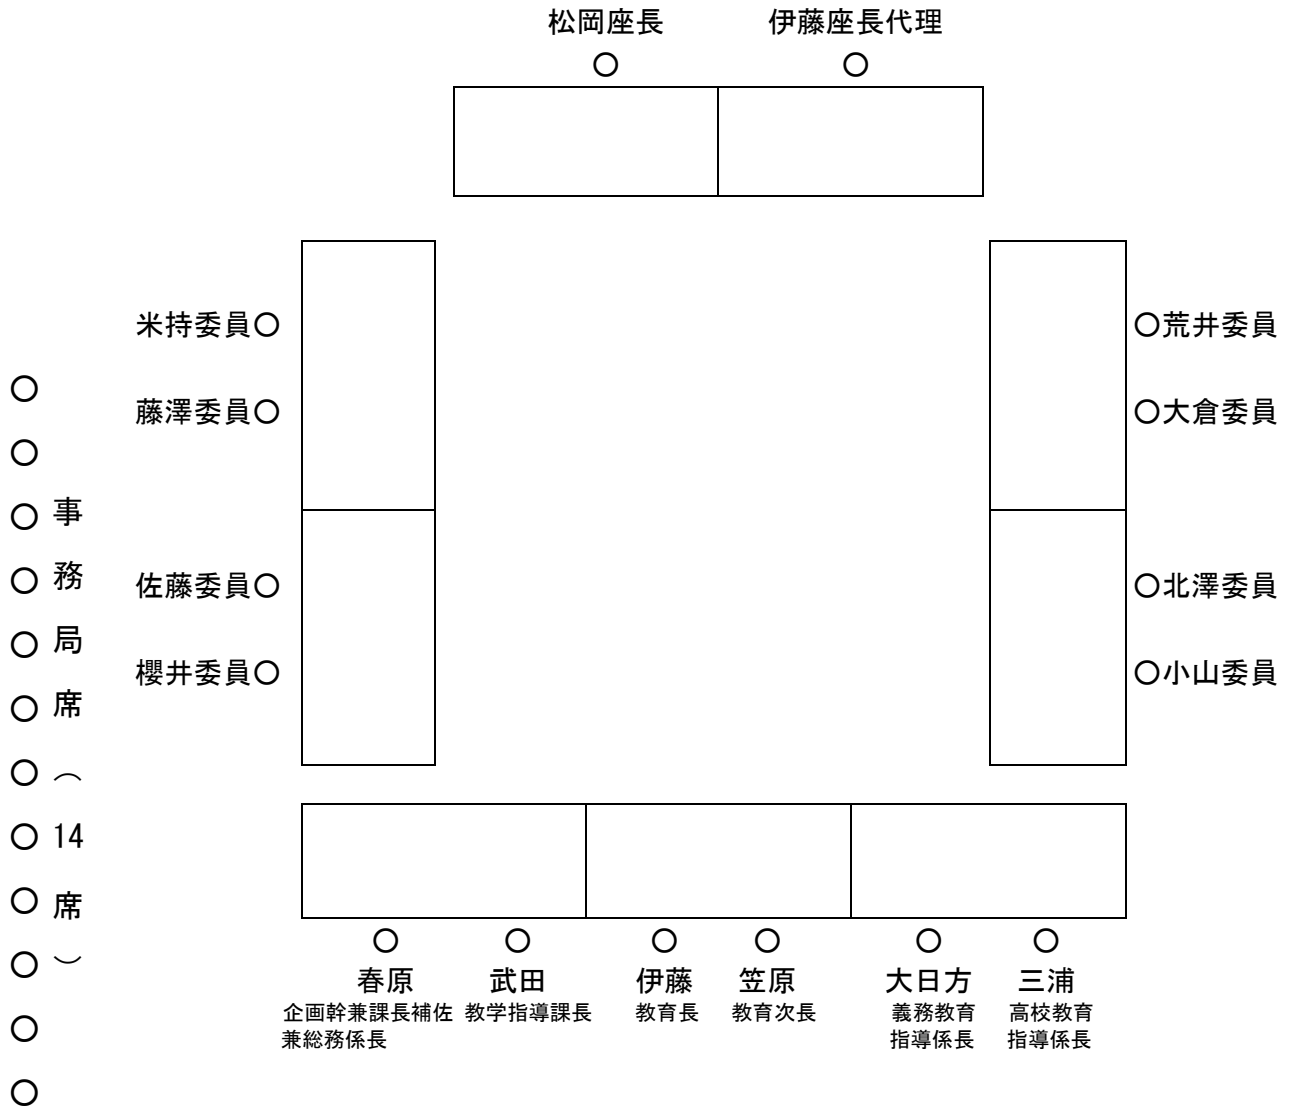 松岡座長
伊藤座長代理
○
○
米持委員○
○荒井委員
藤澤委員○
○大倉委員
佐藤委員○
○北澤委員
櫻井委員○
○小山委員
○
○
○
○
○
○
○
○
○
○
○
○
事務局席（14席）
○
○
○
○
○
○
春原
企画幹兼課長補佐
兼総務係長
武田
教学指導課長
伊藤
教育長
笠原
教育次長
大日方
義務教育
指導係長
三浦
高校教育
指導係長